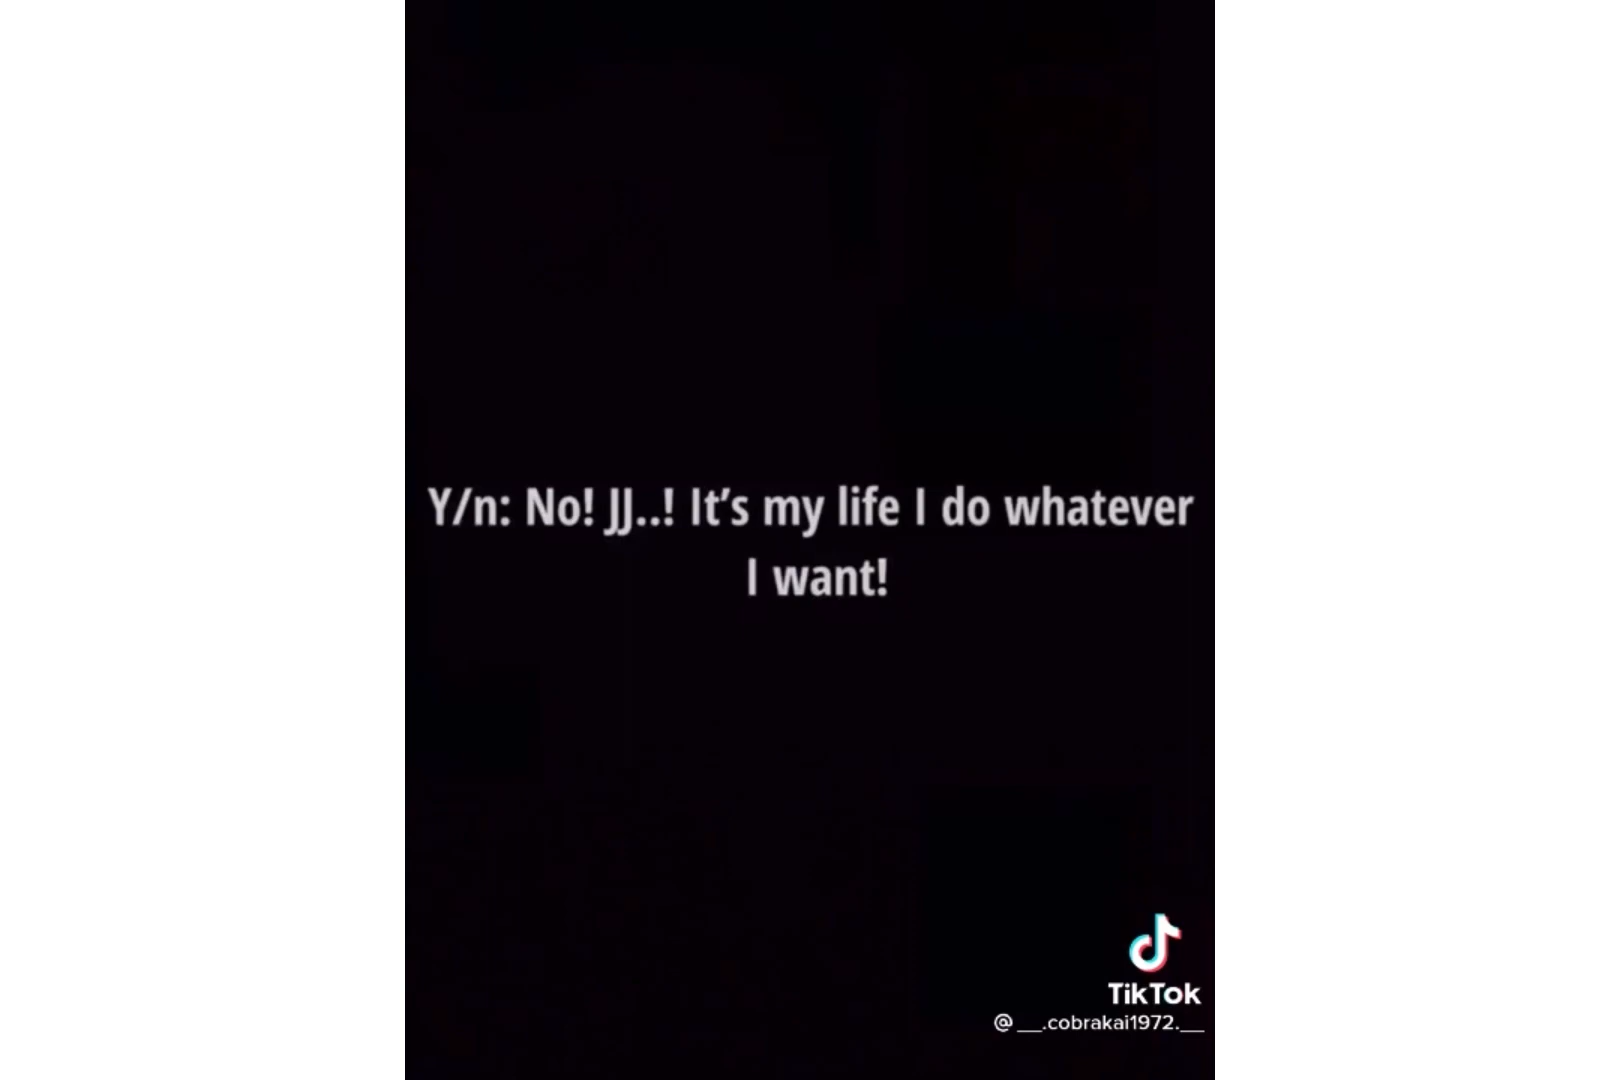 Y/n: No! JJ..! It’s my life I do whatever
I want!
TikTok
@__.cobrakai1972.__